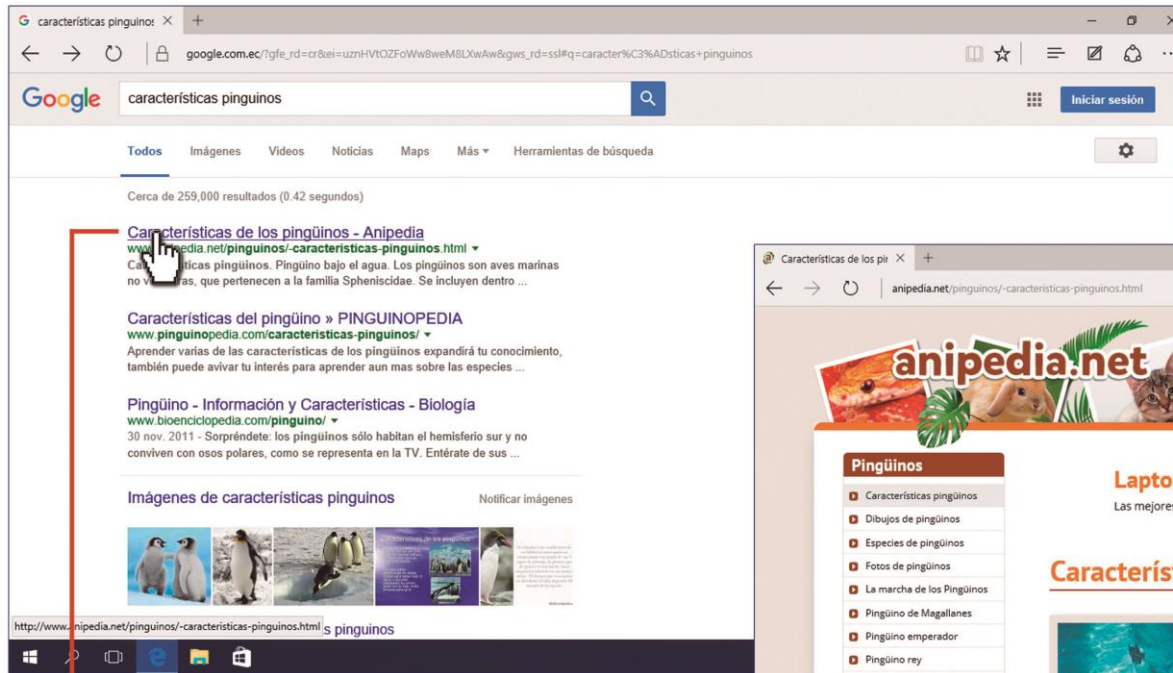 características pinguinos
google.com.ec/?gfe_rd=cr&ei=uznHVtOZFoWw8weM8LXwAw&gws_rd=ssl#q=caracter%C3%ADsticas+pinguinos
Google
características pinguinos
Iniciar sesión
Todos Imágenes Videos Noticias Maps Más Herramientas de búsqueda
Cerca de 259,000 resultados (0.42 segundos)
Características de los pingüinos - Anipedia
www. pedia.net/pinguinos/-caracteristicas-pinguinos.html
Ca ticas pingüinos. Pingüino bajo el agua. Los pingüinos son aves marinas
no v ras, que pertenecen a la familia Spheniscidae. Se incluyen dentro ...
Características del pingüino » PINGUINOPEDIA
www.pinguinopedia.com/caracteristicas-pinguinos/
Aprender varias de las características de los pingüinos expandirá tu conocimiento,
también puede avivar tu interés para aprender aun mas sobre las especies ...
Pingüino - Información y Características - Biología
www.bioenciclopedia.com/pinguino/
30 nov. 2011 - Sorpréndete: los pingüinos sólo habitan el hemisferio sur y no
conviven con osos polares, como se representa en la TV. Entérate de sus ...
Imágenes de características pinguinos Notificar imágenes
http://www.anipedia.net/pinguinos/-caracteristicas-pinguinos.html
s pinguinos
Características de los pir
anipedia.net/pinguinos/-caracteristicas-pinguinos.html
anipedia.net
Pingüinos
Características pingüinos
Dibujos de pingüinos
Especies de pingüinos
Fotos de pingüinos
La marcha de los Pingüinos
Pingüino de Magallanes
Pingüino emperador
Pingüino rey
Lapto
Las mejores
Caracterís